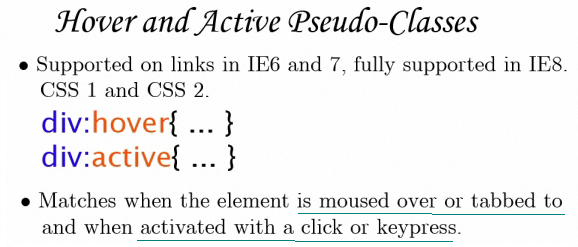 Hover and Active Pseudo-Classes
• Supported on links in IE6 and 7, fully supported in IE8.
CSS 1 and CSS 2.
div:hover{ ... }
div:active{ ... }
• Matches when the element is moused over or tabbed to
and when activated with a click or keypress.